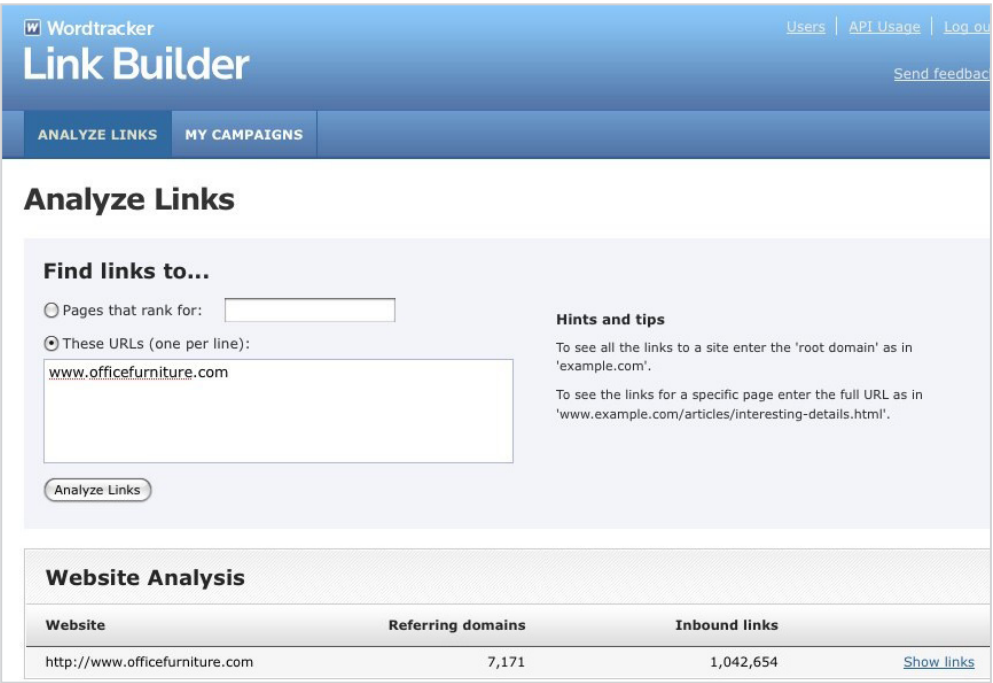 W Wordtracker
Link Builder
Users
API Usage
Log ou
Send feedbac
ANALYZE LINKS
MY CAMPAIGNS
Analyze Links
Find links to...
Pages that rank for:
These URLs (one per line):
www.officefurniture.com
Analyze Links
Hints and tips
To see all the links to a site enter the 'root domain' as in
'example.com'.
To see the links for a specific page enter the full URL as in
'www.example.com/articles/interesting-details.html'.
Website Analysis
Website Referring domains Inbound links
http://www.officefurniture.com 7,171 1,042,654 Show links